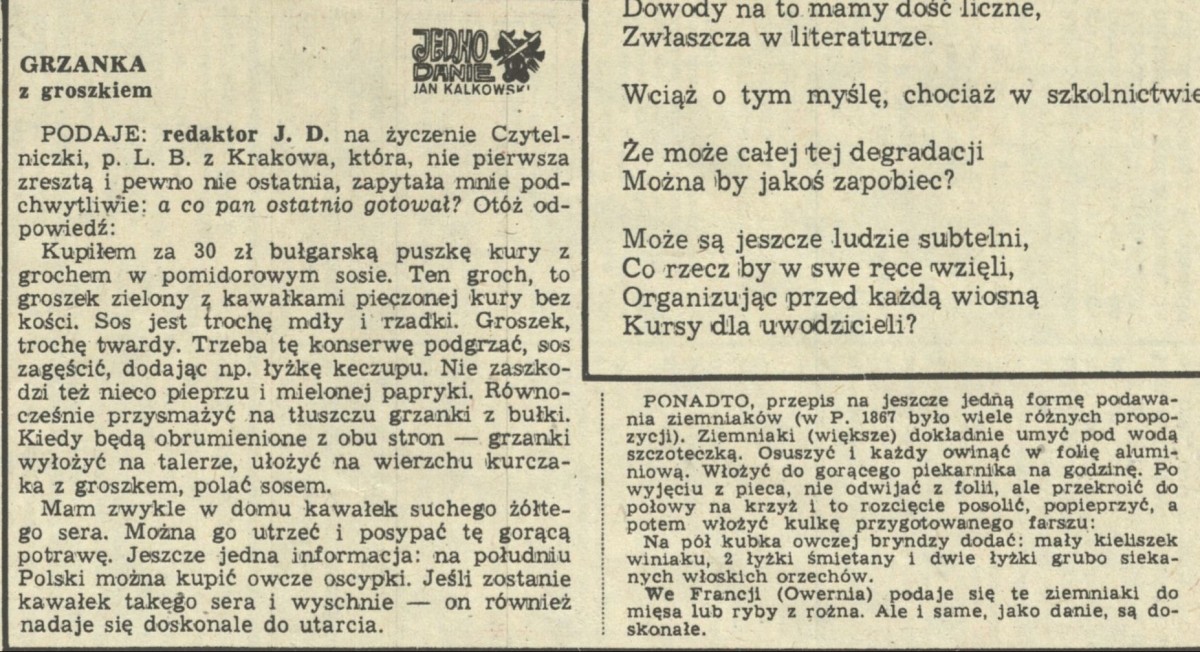 GRZANKA
z groszkiem
JEDNO
DANIE
JAN KALKOWSKI
PODAJE: redaktor J. D. na życzenie Czytel-
niczki, p. L. B. z Krakowa, która, nie pierwsza
zresztą i pewno nie ostatnia, zapytała mnie pod-
chwytliwie: a co pan ostatnio gotował? Otóż od-
powiedź:
Kupiłem za 30 zł bułgarską puszkę kury z
grochem w pomidorowym sosie. Ten groch, to
groszek zielony z kawałkami pieczonej kury bez
kości. Sos jest trochę mdły i rzadki. Groszek,
trochę twardy. Trzeba tę konserwę podgrzać, sos
zagęścić, dodając np. łyżkę keczupu. Nie zaszko-
dzi też nieco pieprzu i mielonej papryki. Równo-
cześnie przysmażyć na tłuszczu grzanki z bułki.
Kiedy będą obrumienione z obu stron — grzanki
wyłożyć na talerze, ułożyć na wierzchu kurcza-
ka z groszkem, polać sosem.
Mam zwykle w domu kawałek suchego żółte-
go sera. Można go utrzeć i posypać tę gorącą
potrawę. Jeszcze jedna informacja: na południu
Polski można kupić owcze oscypki. Jeśli zostanie
kawałek takęgo sera i wyschnie — on również
nadaje się doskonale do utarcia.
Dowody na to mamy dość liczne,
Zwłaszcza w literaturze.
Wciąż o tym myślę, chociaż w szkolnictwie
Że może całej tej degradacji
Można by jakoś zapobiec?
Może są jeszcze ludzie subtelni,
Co rzecz by w swe ręce wzięli,
Organizując przed każdą wiosną
Kursy dla uwodzicieli?
PONADTO, przepis na jeszcze jedną formę podawa-
nia ziemniaków (w P. 1867 było wiele różnych propo-
zycji). Ziemniaki (większe) dokładnie umyć pod wodą
szczoteczką. Osuszyć i każdy owinąć w folię alumi-
niową. Włożyć do gorącego piekarnika na godzinę. Po
wyjęciu z pieca, nie odwijać z folii, ale przekroić do
połowy na krzyż i to rozcięcie posolić, popieprzyć, a
potem włożyć kulkę przygotowanego farszu:
Na pół kubka owczej bryndzy dodać: mały kieliszek
winiaku, 2 łyżki śmietany i dwie łyżki grubo sieka-
nych włoskich orzechów.
We Francji (Owernia) podaje się te ziemniaki do
mięsa lub ryby z rożna. Ale i same, jako danie, są do-
skonałe.